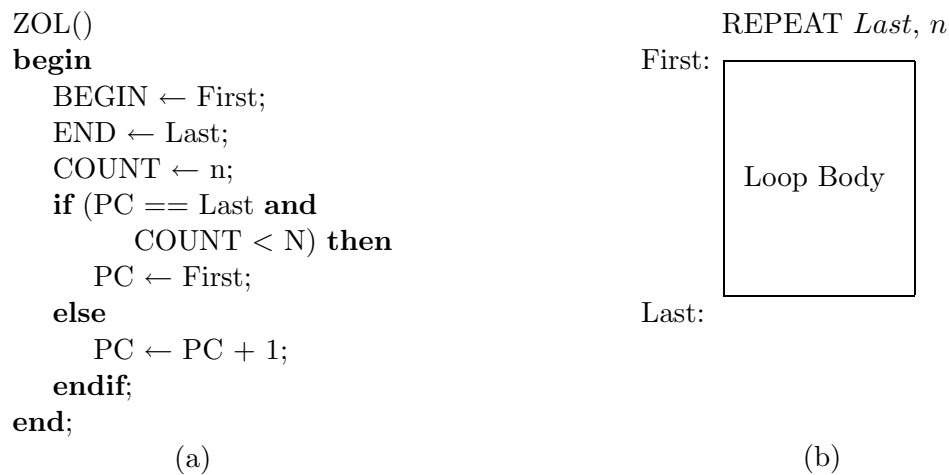 ZOL()
begin
BEGIN ← First;
END ← Last;
COUNT ← n;
if (PC == Last and
COUNT < N) then
PC ← First;
else
PC ← PC + 1;
endif;
end;
(a)
REPEAT Last, n
First:
Loop Body
Last:
(b)